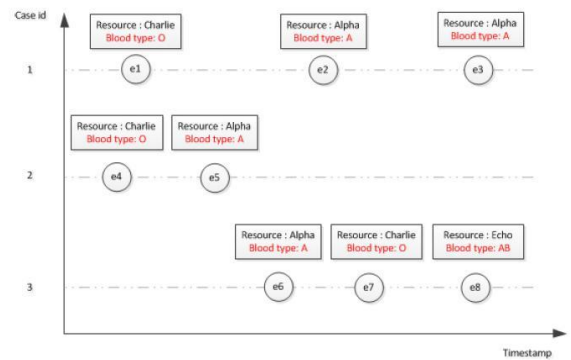 Case id
Resource : Charlie
Blood type: O
Resource : Alpha
Blood type: A
Resource : Alpha
Blood type: A
1
e1
e2
e3
Resource : Charlie
Blood type: O
Resource : Alpha
Blood type: A
2
e4
e5
Resource : Alpha
Blood type: A
Resource : Charlie
Blood type: O
Resource : Echo
Blood type: AB
3
e6
e7
e8
Timestamp